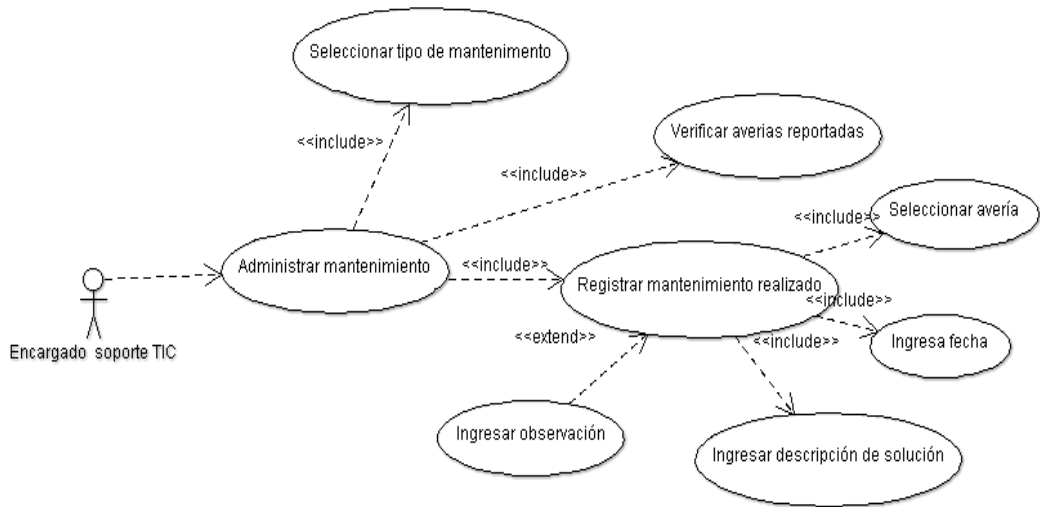 Seleccionar tipo de mantenimento
<<include>>
Verificar averias reportadas
<<include>>
Seleccionar avería
<<include>>
Administrar mantenimiento
<<include>>
Registrar mantenimiento realizado
<<include>>
Ingresa fecha
<<extend>>
<<include>>
Encargado soporte TIC
Ingresar observación
Ingresar descripción de solución